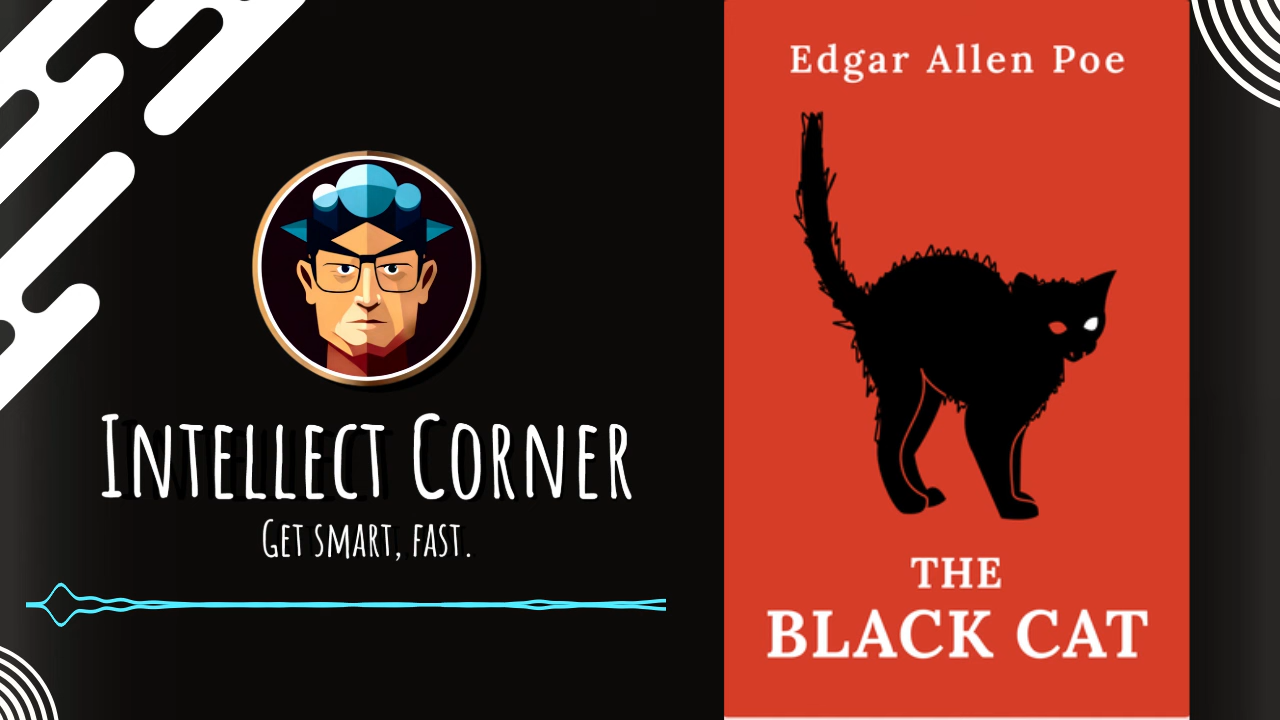 Intellect Corner
Get smart, fast.
Edgar Allen Poe
THE
BLACK CAT